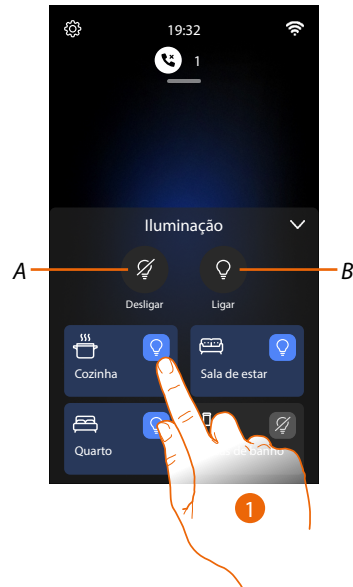 19:32
1
Iluminação
A
B
Desligar
Ligar
Cozinha
Sala de estar
Quarto
de banho
1